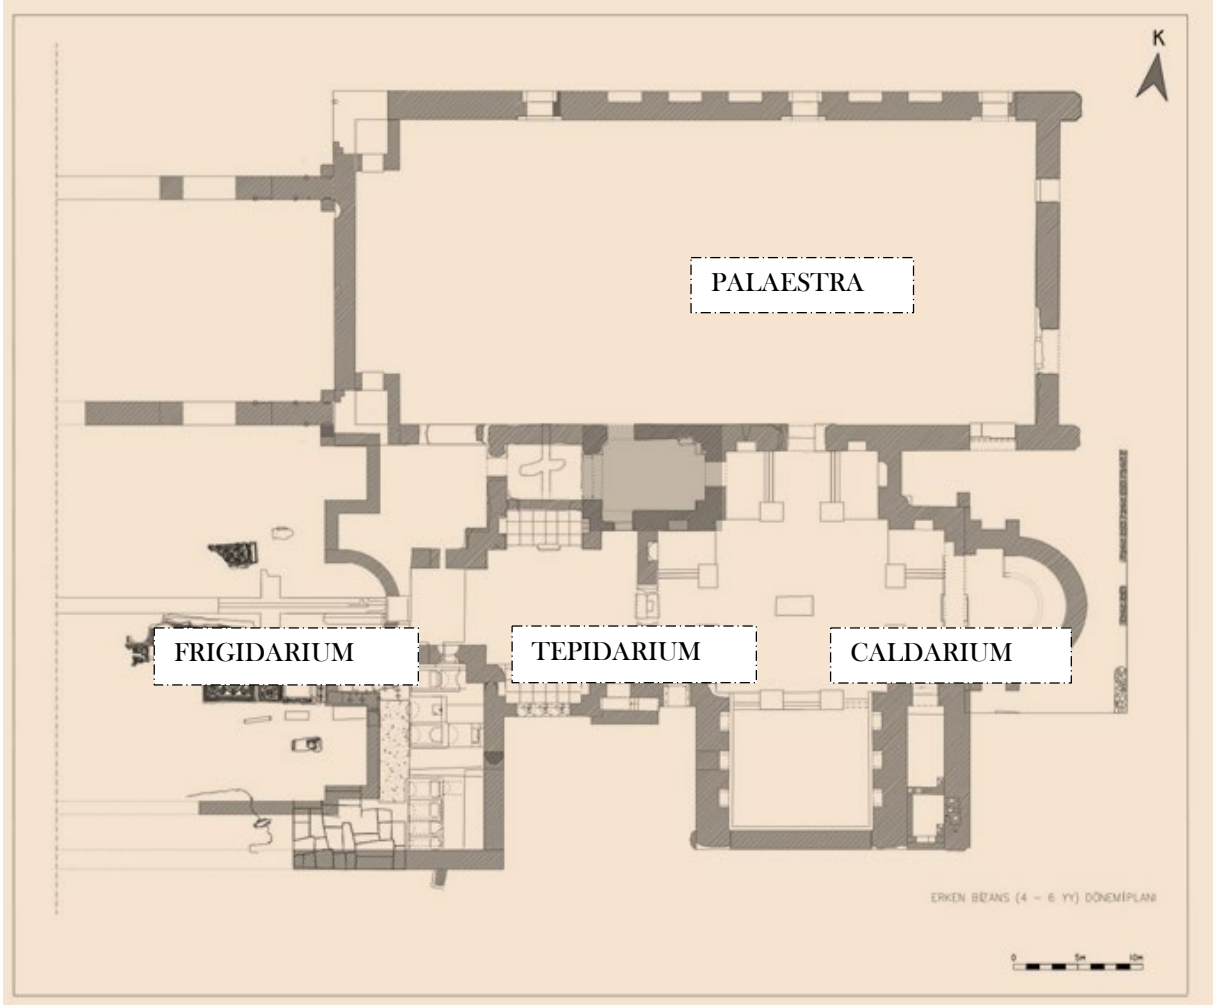 K
PALAESTRA
FRIGIDARIUM
TEPIDARIUM
CALDARIUM
ERKEN BİZANS (4 - 6 YY) DÖNEMİPLANI
0 5M 10M